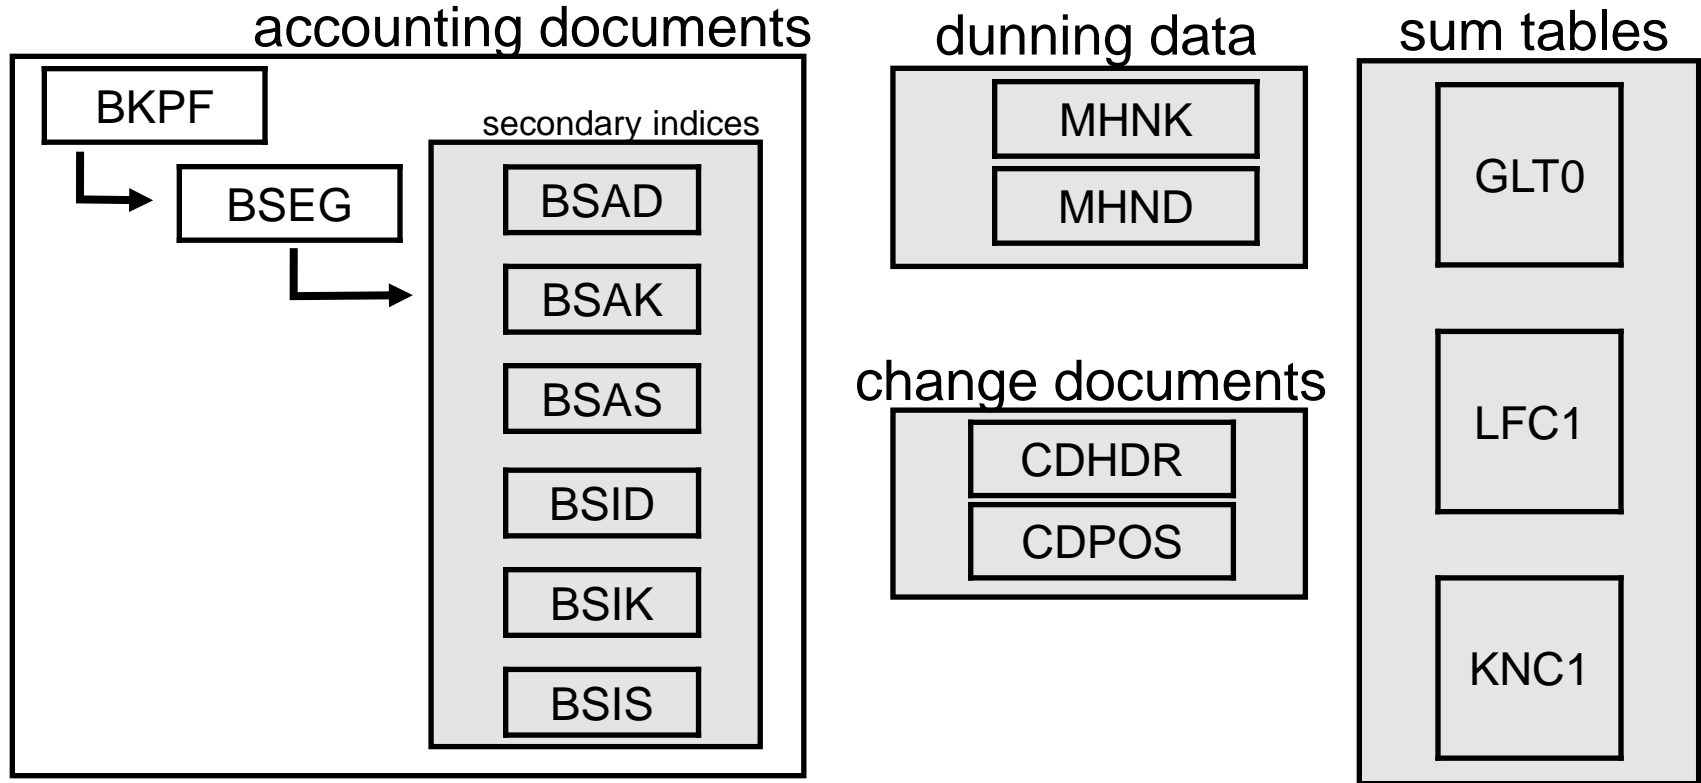 accounting documents
BKPF
BSEG
secondary indices
BSAD
BSAK
BSAS
BSID
BSIK
BSIS
dunning data
MHNK
MHND
change documents
CDHDR
CDPOS
sum tables
GLT0
LFC1
KNC1